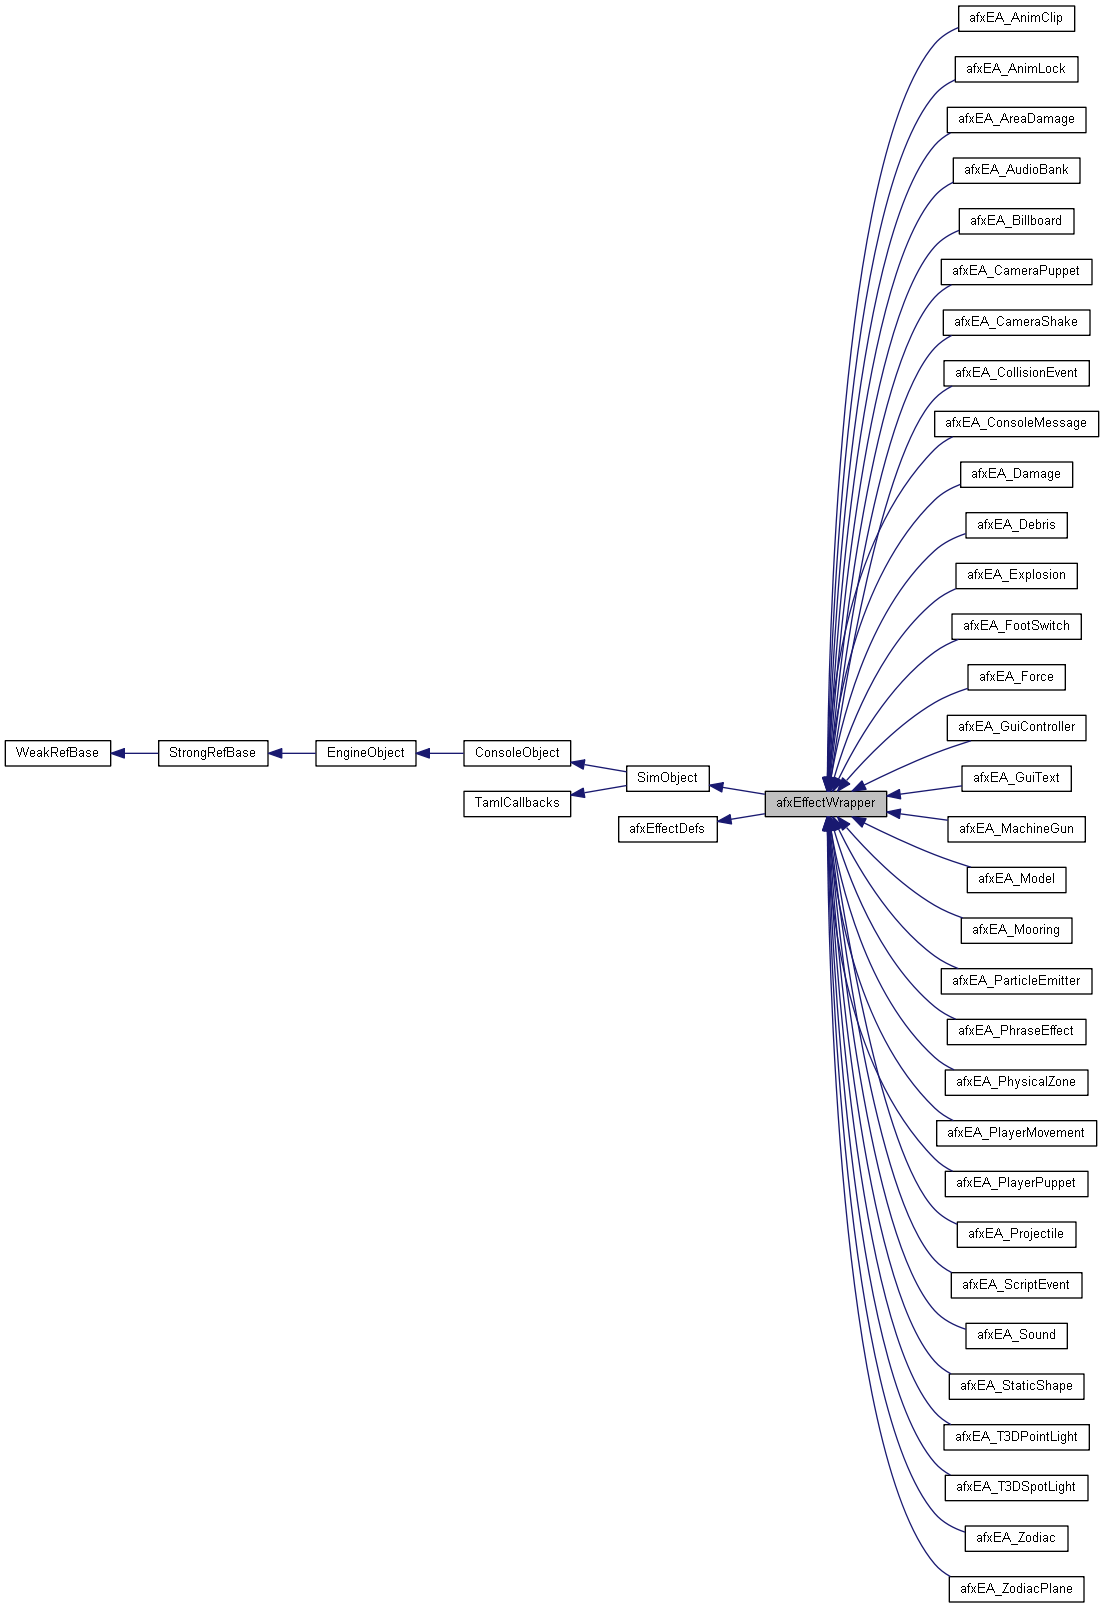 afxEA_AnimClip
afxEA_AnimLock
afxEA_AreaDamage
afxEA_AudioBank
afxEA_Billboard
afxEA_CameraPuppet
afxEA_CameraShake
afxEA_CollisionEvent
afxEA_ConsoleMessage
afxEA_Damage
afxEA_Debris
afxEA_Explosion
afxEA_FootSwitch
afxEA_Force
afxEA_GuiController
WeakRefBase
StrongRefBase
EngineObject
ConsoleObject
SimObject
afxEA_GuiText
TamlCallbacks
afxEffectWrapper
afxEffectDefs
afxEA_MachineGun
afxEA_Model
afxEA_Mooring
afxEA_ParticleEmitter
afxEA_PhraseEffect
afxEA_PhysicalZone
afxEA_PlayerMovement
afxEA_PlayerPuppet
afxEA_Projectile
afxEA_ScriptEvent
afxEA_Sound
afxEA_StaticShape
afxEA_T3DPointLight
afxEA_T3DSpotLight
afxEA_Zodiac
afxEA_ZodiacPlane